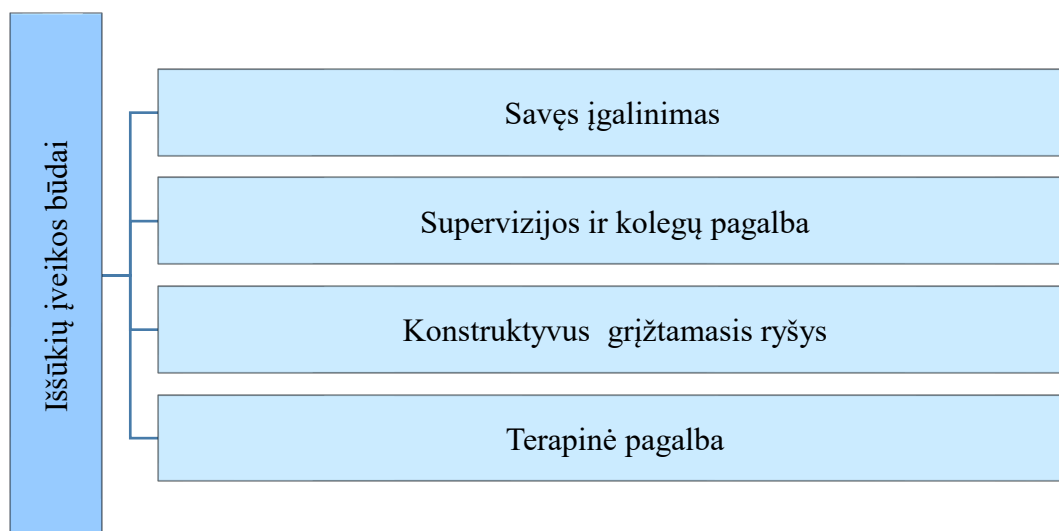 Iššūkių įveikos būdai
Savęs įgalinimas
Supervizijos ir kolegų pagalba
Konstruktyvus  grįžtamasis ryšys
Terapinė pagalba